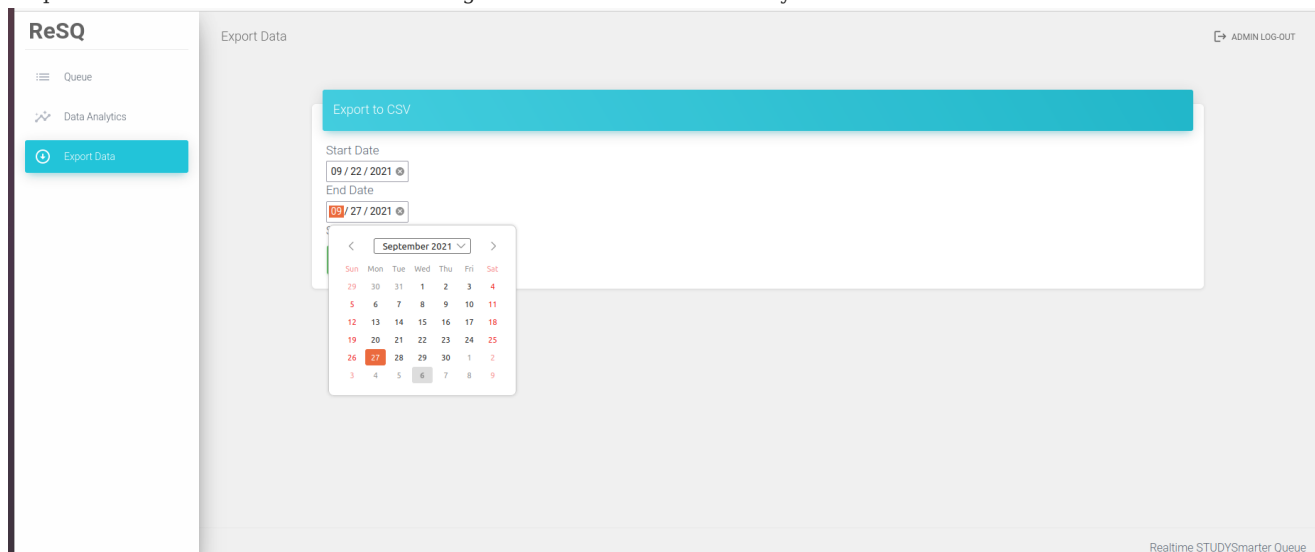 ReSQ
Export Data
ADMIN LOG-OUT
Queue
Data Analytics
Export Data
Export to CSV
Start Date
09 / 22 / 2021
End Date
09 / 27 / 2021
September 2021
Sun Mon Tue Wed Thu Fri Sat
29 30 31 1 2 3 4
5 6 7 8 9 10 11
12 13 14 15 16 17 18
19 20 21 22 23 24 25
26 27 28 29 30 1 2
3 4 5 6 7 8 9
Realtime STUDYSmarter Queue